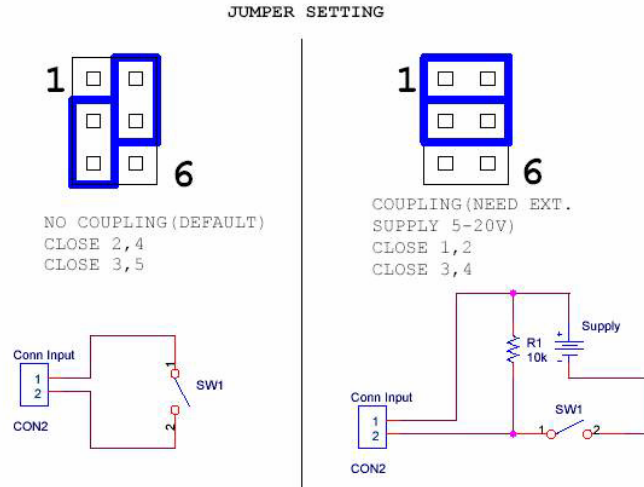 JUMPER SETTING
1
6
NO COUPLING(DEFAULT)
CLOSE 2,4
CLOSE 3,5
Conn Input
1
2
CON2
1
SW1
2
1
6
COUPLING(NEED EXT.
SUPPLY 5-20V)
CLOSE 1,2
CLOSE 3,4
R1
10k
+
Supply
-
Conn Input
1
2
CON2
SW1
1
2